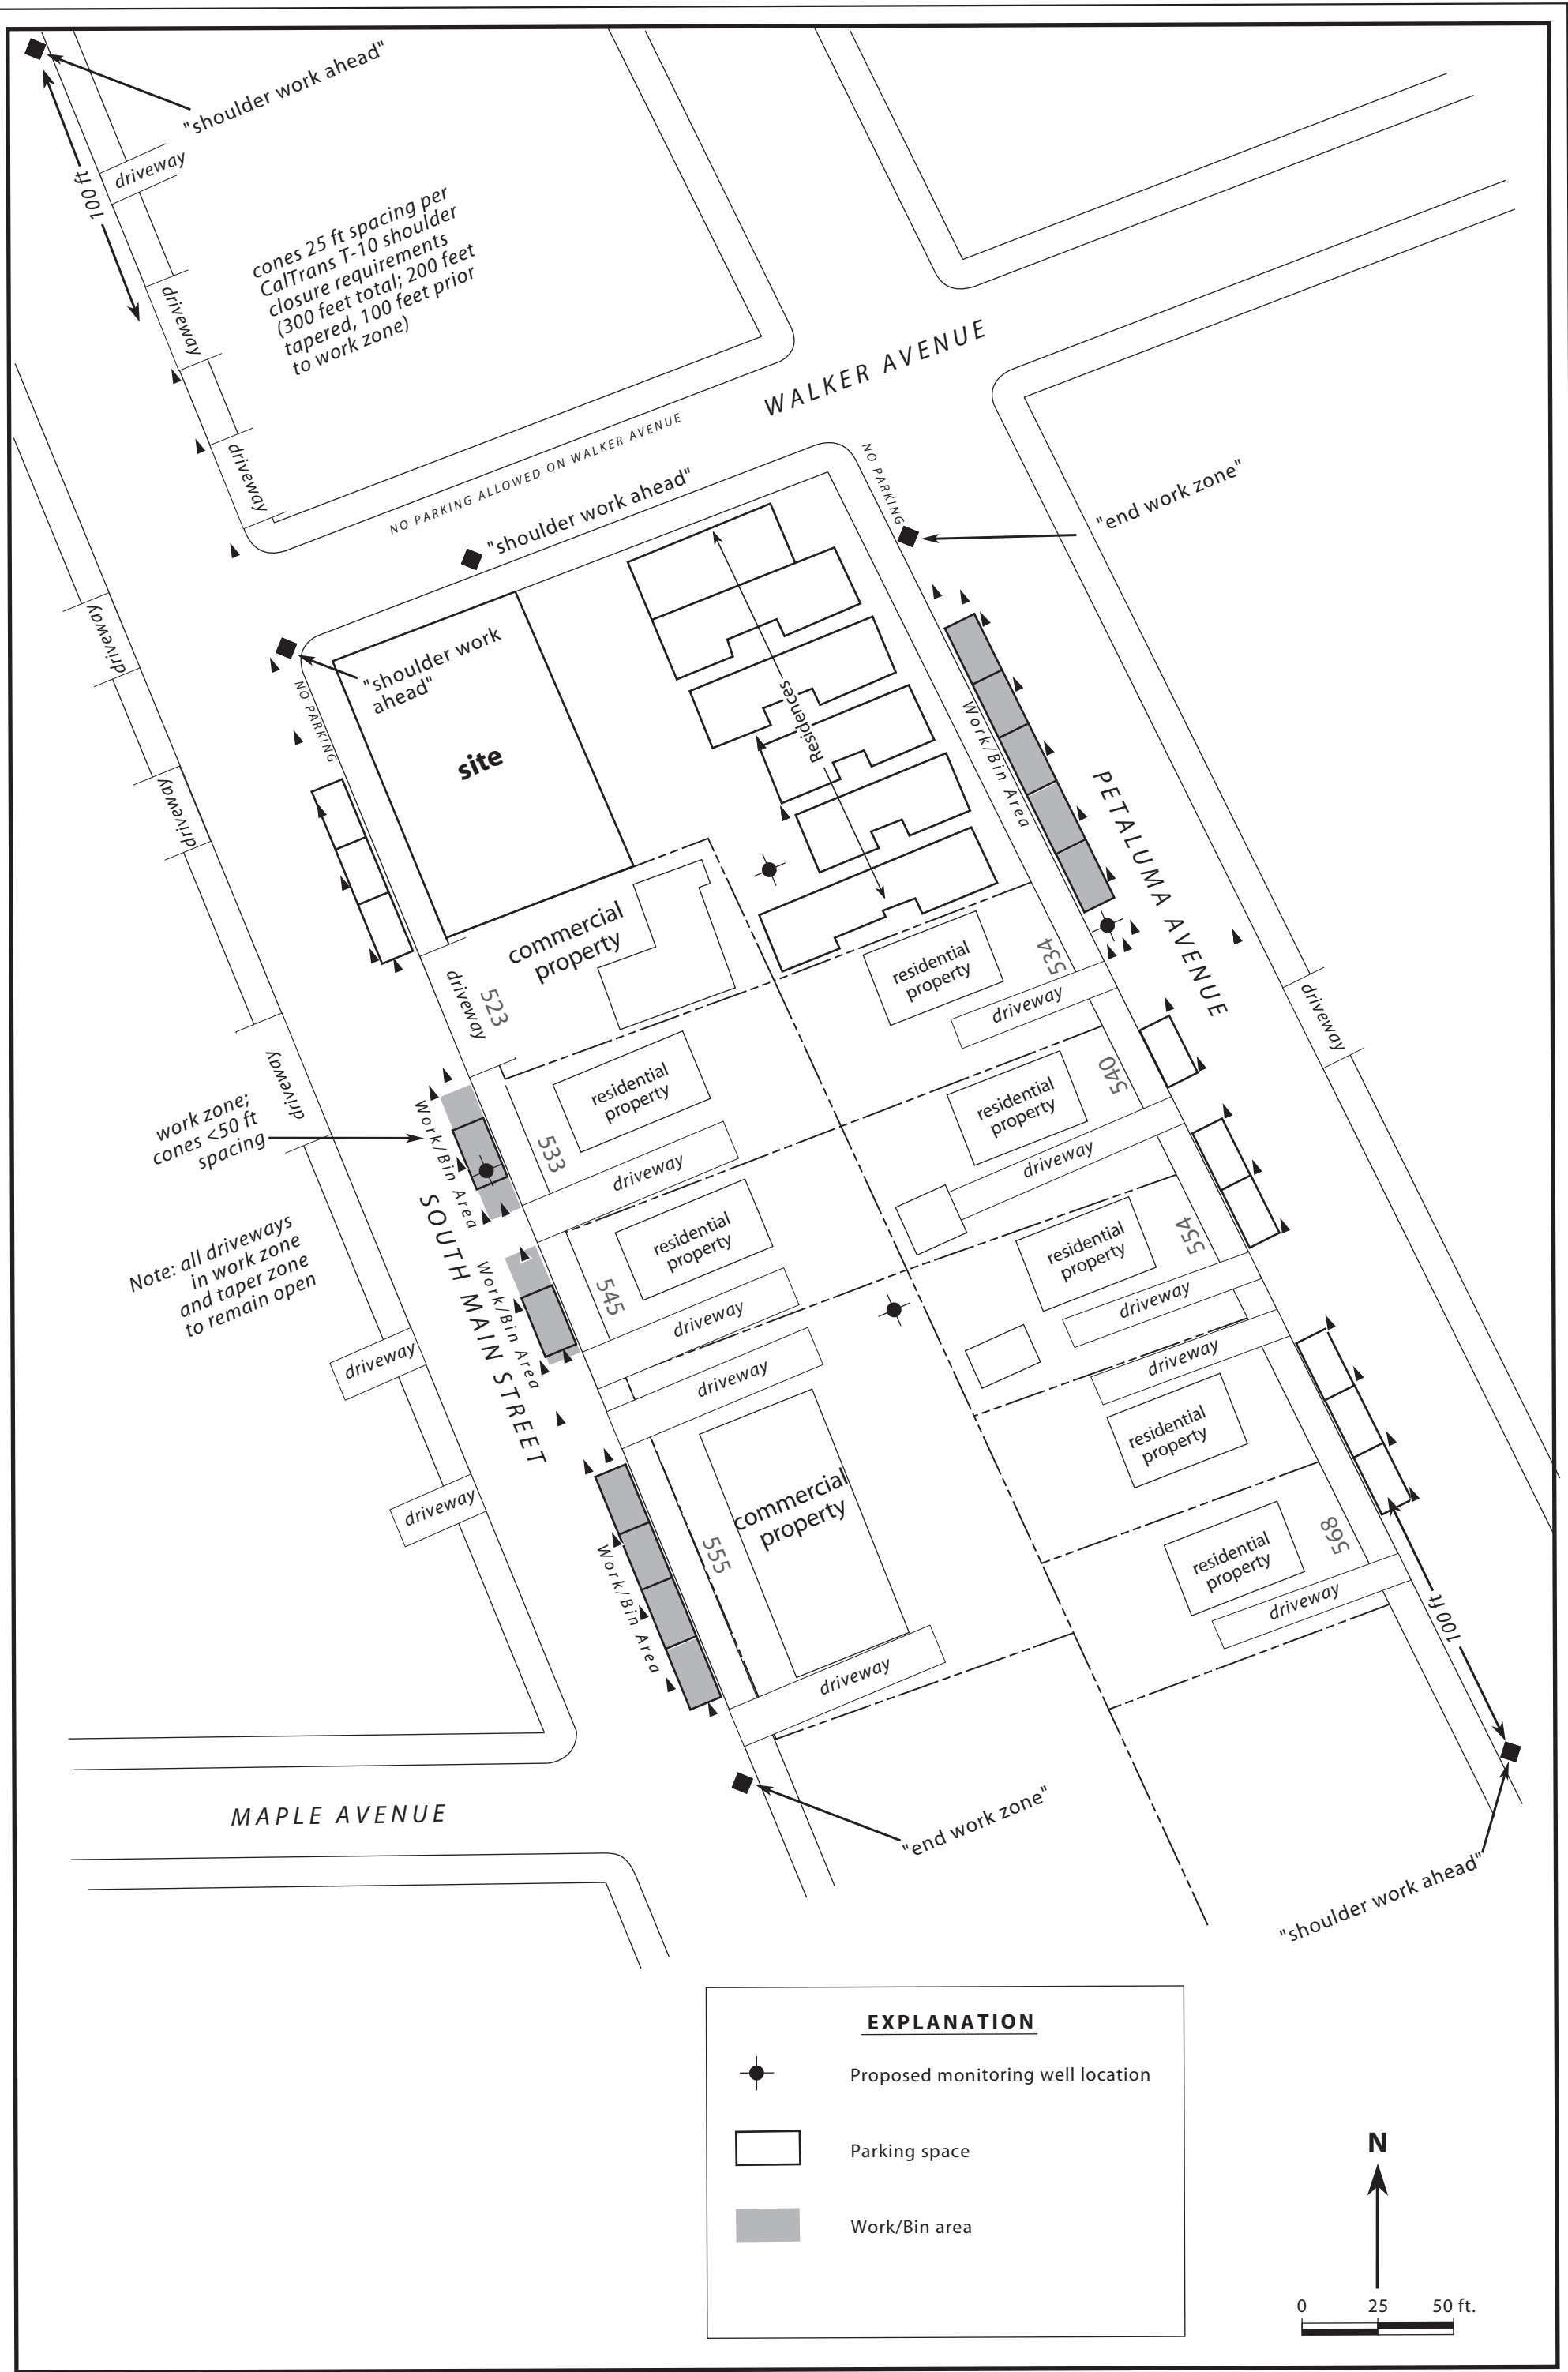 "shoulder work ahead"
100 ft
driveway
cones 25 ft spacing per
CalTrans T-10 shoulder
closure requirements
(300 feet total; 200 feet
tapered, 100 feet prior
to work zone)
driveway
driveway
WALKER AVENUE
NO PARKING ALLOWED ON WALKER AVENUE
NO PARKING
"end work zone"
"shoulder work ahead"
"shoulder work
ahead"
NO PARKING
site
Residences
Work/Bin Area
PETALUMA AVENUE
driveway
driveway
driveway
commercial
property
driveway
523
residential
property
534
driveway
driveway
work zone;
cones <50 ft
spacing
Work/Bin Area
residential
property
533
driveway
residential
property
540
driveway
SOUTH MAIN STREET
Note: all driveways
in work zone
and taper zone
to remain open
Work/Bin Area
residential
property
545
driveway
residential
property
554
driveway
driveway
driveway
driveway
residential
property
driveway
commercial
property
555
Work/Bin Area
residential
property
568
driveway
100 ft
driveway
MAPLE AVENUE
"end work zone"
"shoulder work ahead"
EXPLANATION
Proposed monitoring well location
Parking space
Work/Bin area
N
0 25 50 ft.